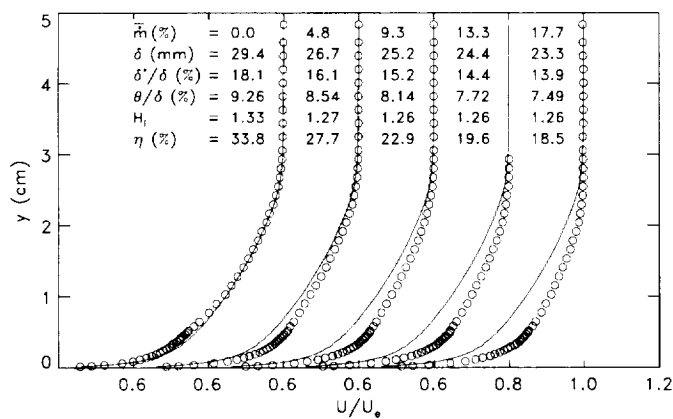 m̃ (%) = 0.0 4.8 9.3 13.3 17.7
δ (mm) = 29.4 26.7 25.2 24.4 23.3
δ*/δ (%) = 18.1 16.1 15.2 14.4 13.9
θ/δ (%) = 9.26 8.54 8.14 7.72 7.49
H_i = 1.33 1.27 1.26 1.26 1.26
η (%) = 33.8 27.7 22.9 19.6 18.5
5
4
3
2
1
0
y (cm)
0.6 0.6 0.6 0.6 0.6 0.8 1.0 1.2
U/U_e